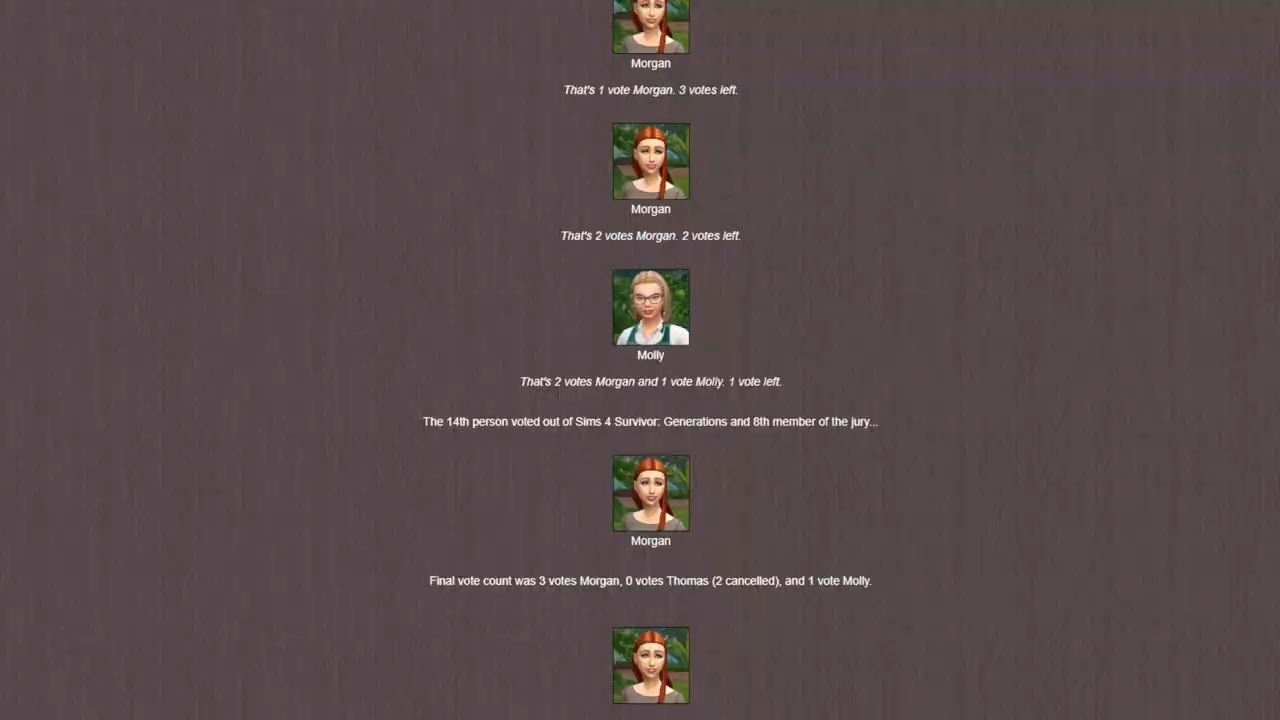 Morgan
That's 1 vote Morgan. 3 votes left.
Morgan
That's 2 votes Morgan. 2 votes left.
Molly
That's 2 votes Morgan and 1 vote Molly. 1 vote left.
The 14th person voted out of Sims 4 Survivor: Generations and 8th member of the jury...
Morgan
Final vote count was 3 votes Morgan, 0 votes Thomas (2 cancelled), and 1 vote Molly.